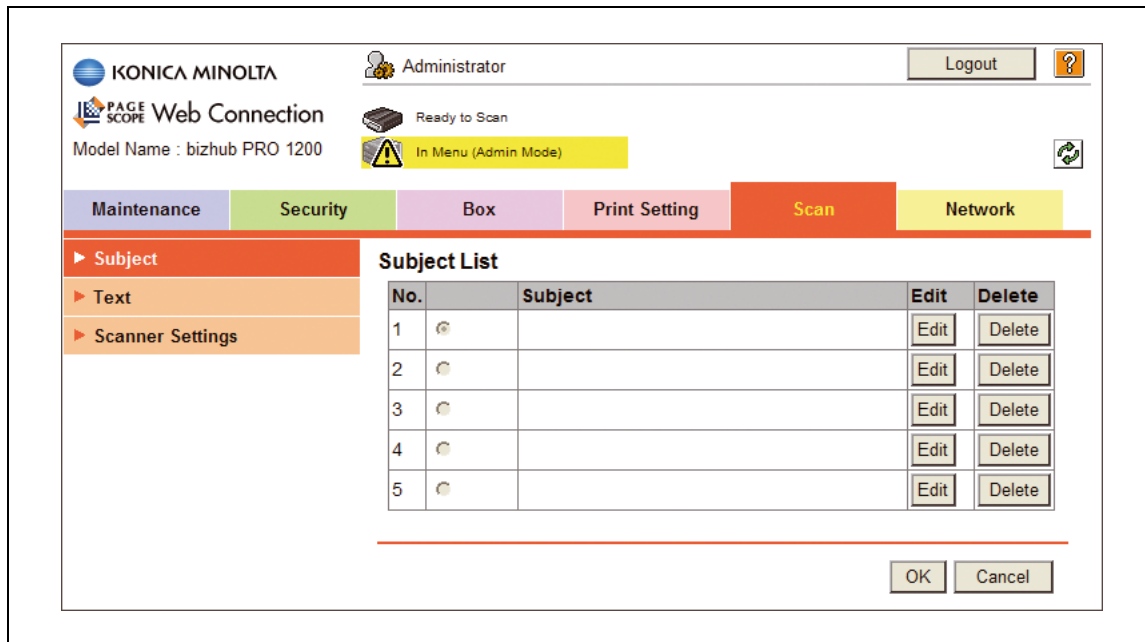 KONICA MINOLTA
Administrator
Logout
?
PAGE SCOPE Web Connection
Ready to Scan
Model Name : bizhub PRO 1200
In Menu (Admin Mode)
Maintenance Security Box Print Setting Scan Network
Subject
Text
Scanner Settings
Subject List
No. Subject Edit Delete
1 Edit Delete
2 Edit Delete
3 Edit Delete
4 Edit Delete
5 Edit Delete
OK Cancel